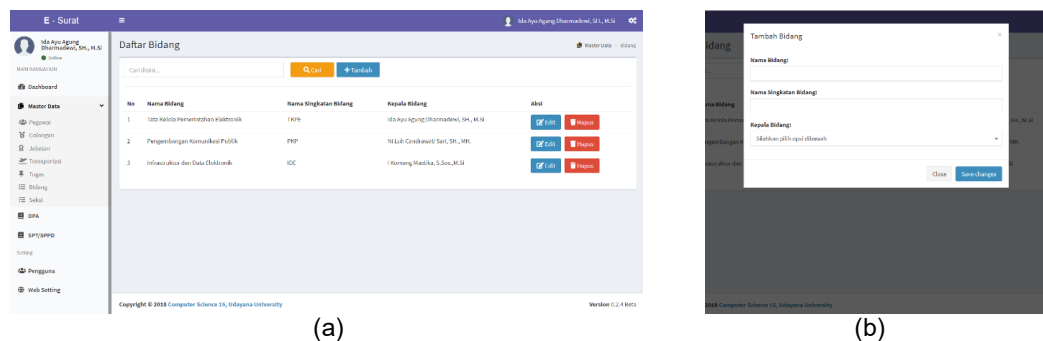 E - Surat
Ida Ayu Agung Dharmadewi, SH., M.Si
Ida Ayu Agung
Dharmadewi, SH., M.Si
Online
MAIN NAVIGATION
Dashboard
Master Data
Pegawai
Golongan
Jabatan
Transportasi
Tugas
Bidang
Seksi
DPA
SPT/SPPD
Setting
Pengguna
Web Setting
Daftar Bidang
Master Data > Bidang
Cari disini...
Cari
+Tambah
No Nama Bidang Nama Singkatan Bidang Kepala Bidang Aksi
1 Tata Kelola Pemerintahan Elektronik TKPE Ida Ayu Agung Dharmadewi, SH., M.Si Edit Hapus
2 Pengembangan Komunikasi Publik PKP Ni Luh Candrawati Sari, SH., MH. Edit Hapus
3 Infrastruktur dan Data Elektronik IDE I Komang Mastika, S.Sos.,M.Si Edit Hapus
Copyright © 2018 Computer Science 15, Udayana University
Version 0.2.4 Beta
(a)
Tambah Bidang
×
Nama Bidang:
Nama Singkatan Bidang:
Kepala Bidang:
Silahkan pilih opsi dibawah
Close
Save changes
2018 Computer Science 15, Udayana University
(b)